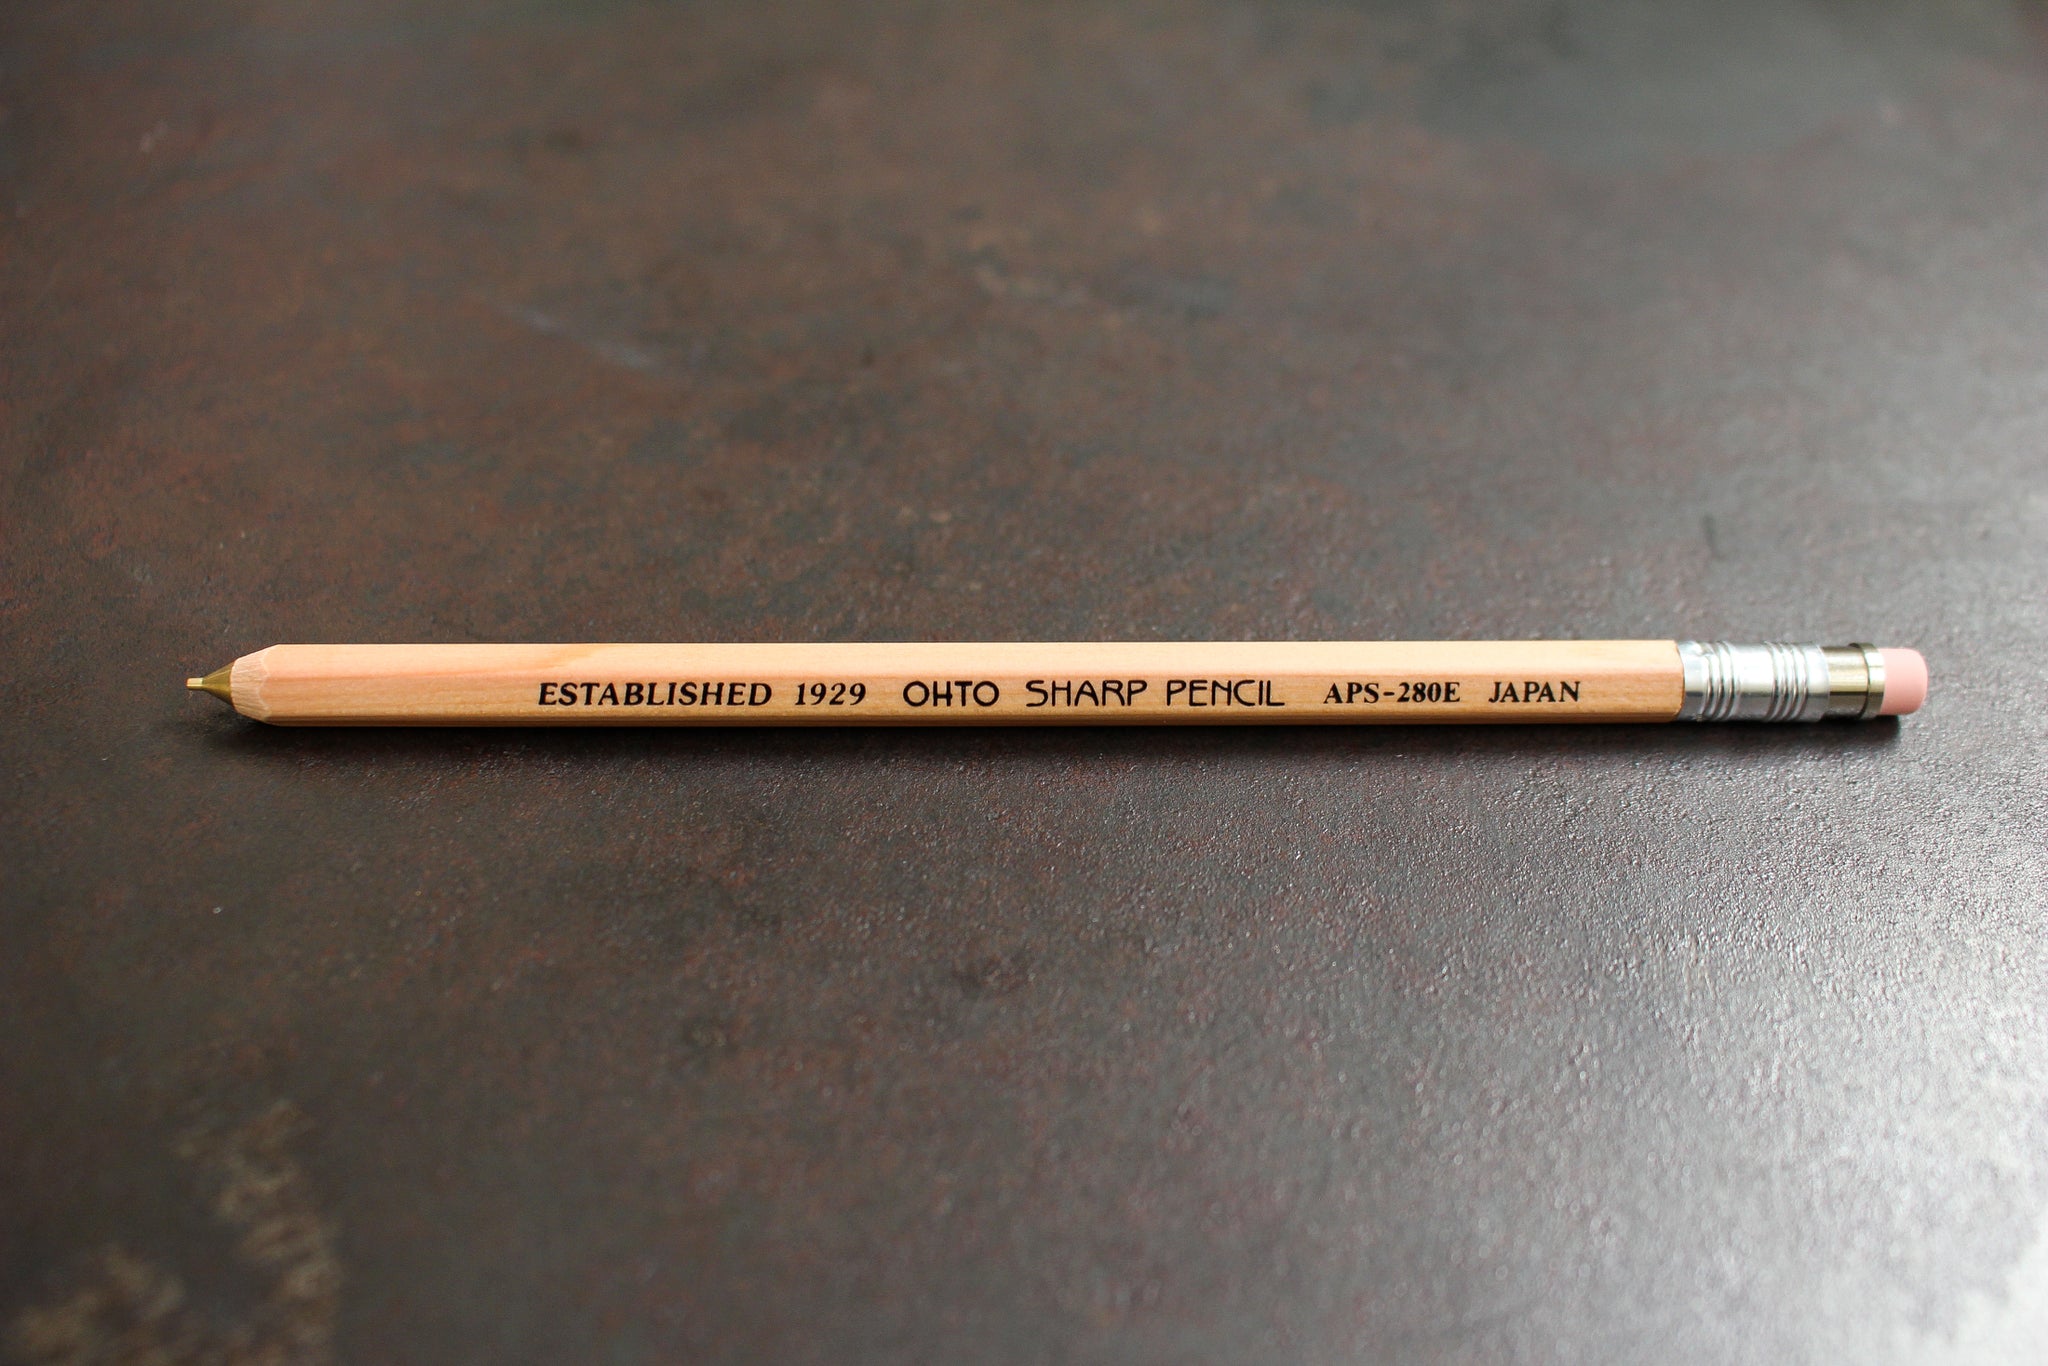 ESTABLISHED 1929 OHTO SHARP PENCIL APS-280E JAPAN